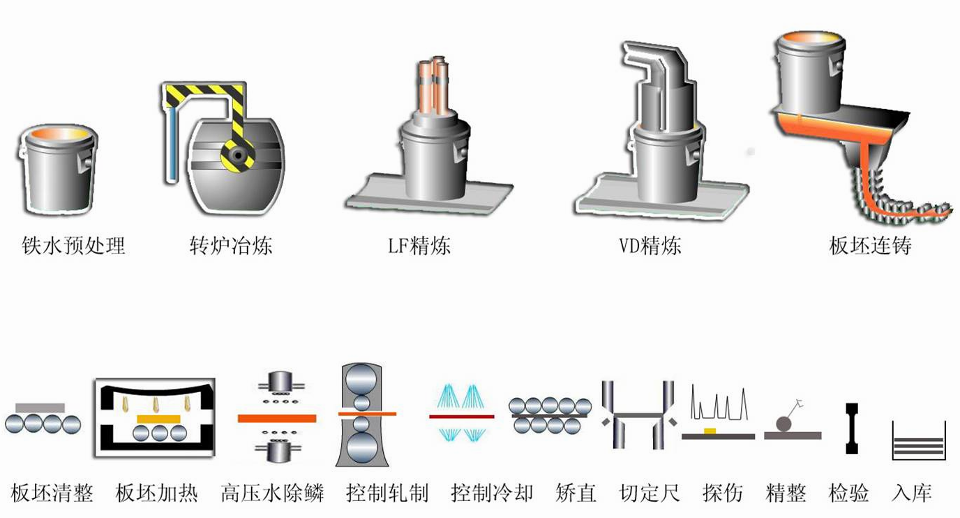 铁水预处理 转炉冶炼 LF精炼 VD精炼 板坯连铸
板坯清整 板坯加热 高压水除鳞 控制轧制 控制冷却 矫直 切定尺 探伤 精整 检验 入库